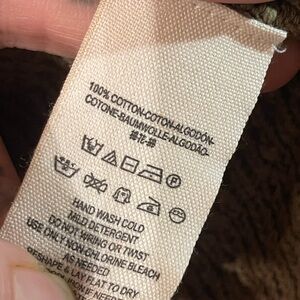 100% COTTON-COTON-ALGODÓN-
COTONE-BAUMWOLLE-ALGODÃO-
HAND WASH COLD
MILD DETERGENT
DO NOT WRING OR TWIST
USE ONLY NON-CHLORINE BLEACH
AS NEEDED
RESHAPE & LAY FLAT TO DRY